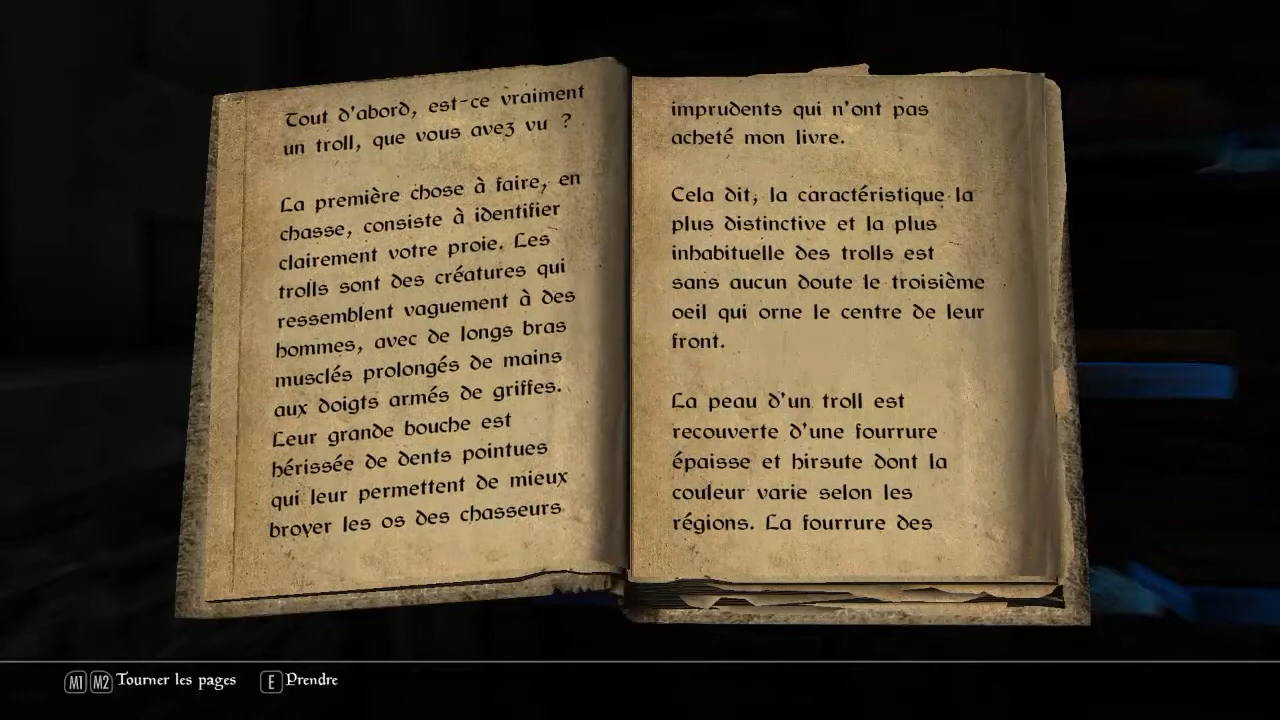 Tout d'abord, est-ce vraiment
un troll, que vous avez vu ?
La première chose à faire, en
chasse, consiste à identifier
clairement votre proie. Les
trolls sont des créatures qui
ressemblent vaguement à des
hommes, avec de longs bras
musclés prolongés de mains
aux doigts armés de griffes.
Leur grande bouche est
hérissée de dents pointues
qui leur permettent de mieux
broyer les os des chasseurs
imprudents qui n'ont pas
acheté mon livre.
Cela dit, la caractéristique la
plus distinctive et la plus
inhabituelle des trolls est
sans aucun doute le troisième
oeil qui orne le centre de leur
front.
La peau d'un troll est
recouverte d'une fourrure
épaisse et hirsute dont la
couleur varie selon les
régions. La fourrure des
M1 M2 Tourner les pages E Prendre